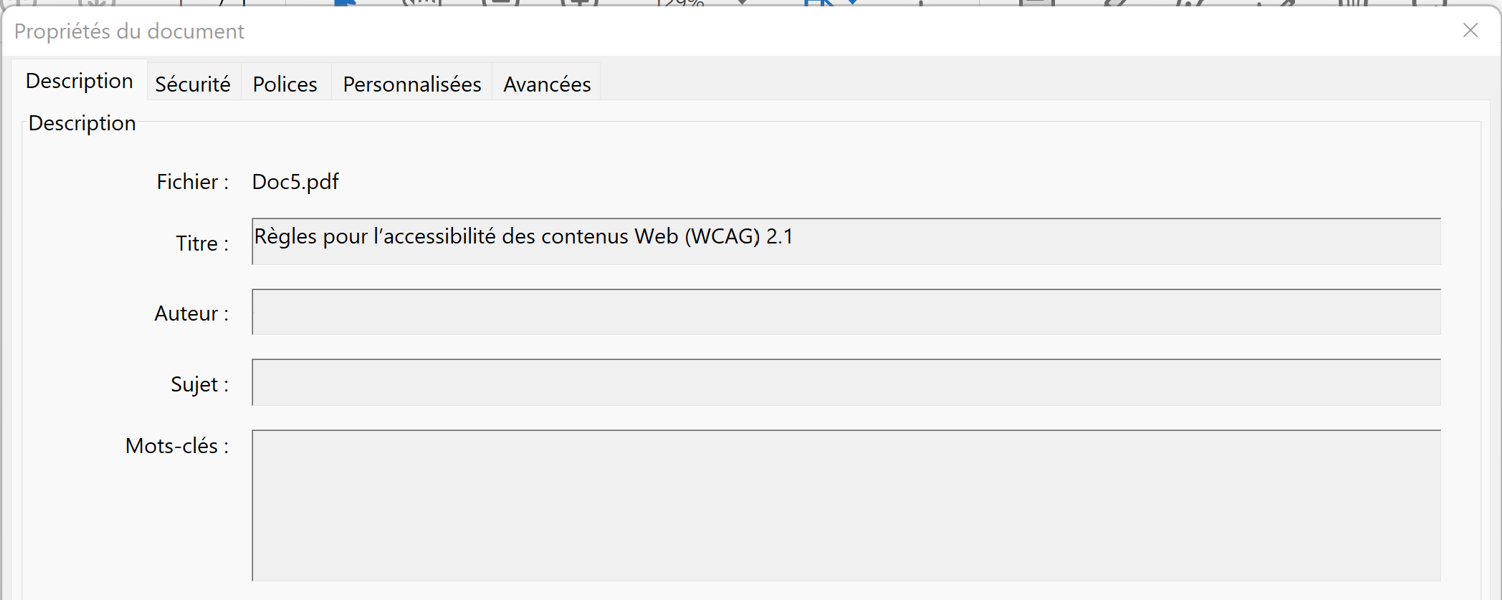 Propriétés du document
Description Sécurité Polices Personnalisées Avancées
Description
Fichier : Doc5.pdf
Titre : Règles pour l’accessibilité des contenus Web (WCAG) 2.1
Auteur :
Sujet :
Mots-clés :